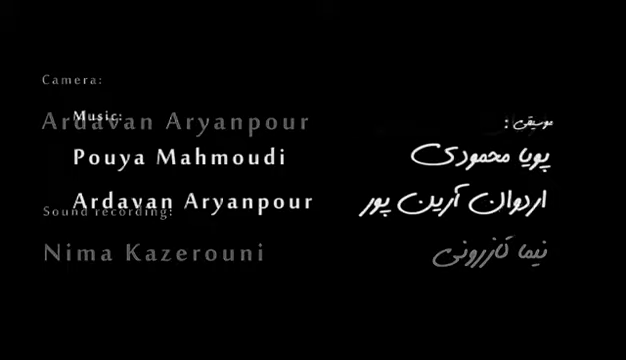 Camera:
Music:
موسیقی :
Ardavan Aryanpour
Pouya Mahmoudi
پویا محمودی
Ardavan Aryanpour
اردوان آرین پور
Sound recording:
Nima Kazerouni
نیما کازرونی